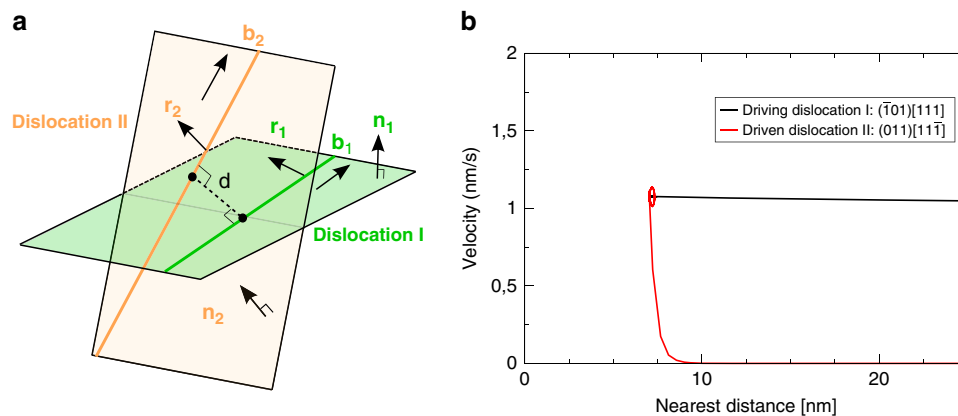 a
b₂
Dislocation II
r₂
r₁
n₁
b₁
d
Dislocation I
n₂
b
2
1,5
1
0,5
0
Velocity (nm/s)
Driving dislocation I: (1̅01)[111]
Driven dislocation II: (011)[111̅]
0
10
20
Nearest distance [nm]